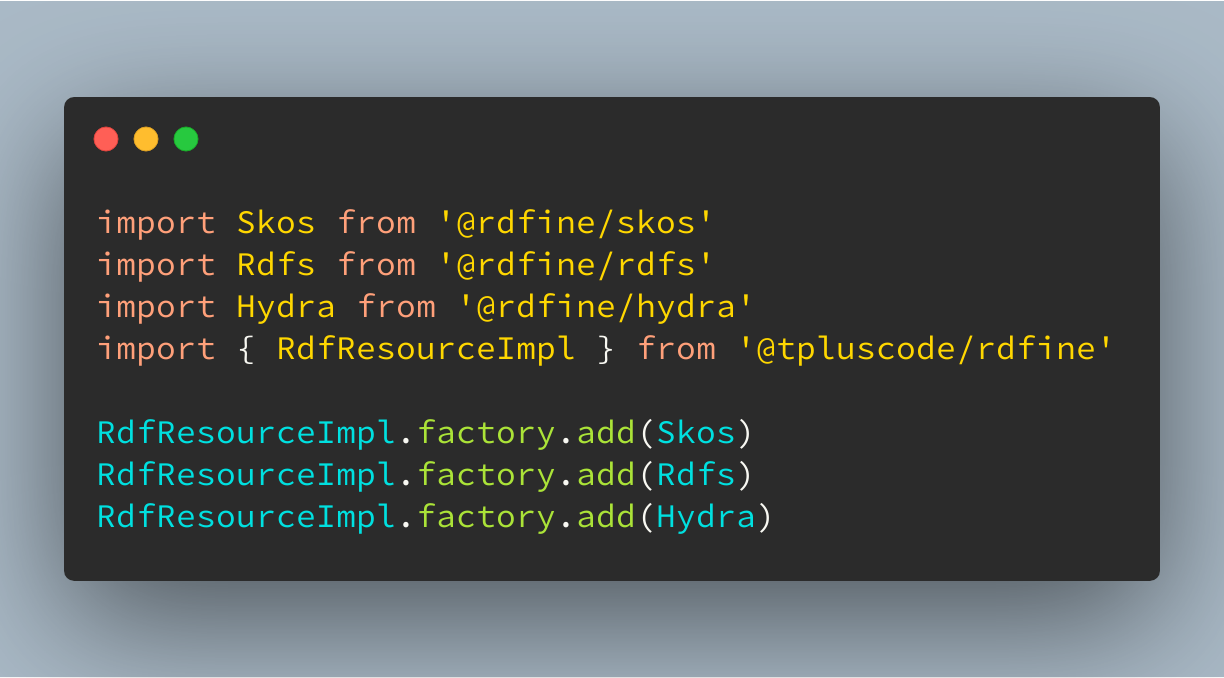 import Skos from '@rdfine/skos'
import Rdfs from '@rdfine/rdfs'
import Hydra from '@rdfine/hydra'
import { RdfResourceImpl } from '@tpluscode/rdfine'
RdfResourceImpl.factory.add(Skos)
RdfResourceImpl.factory.add(Rdfs)
RdfResourceImpl.factory.add(Hydra)